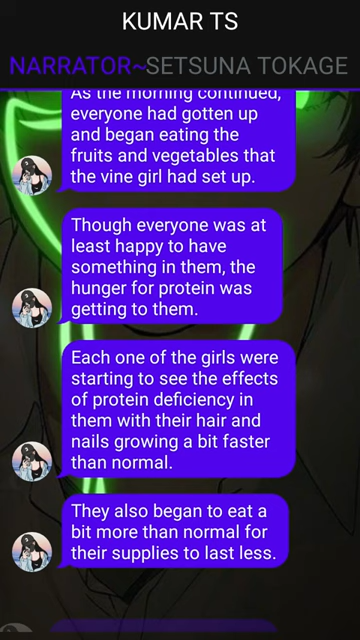 KUMAR TS
NARRATOR~SETSUNA TOKAGE
As the morning continued,
everyone had gotten up
and began eating the
fruits and vegetables that
the vine girl had set up.
Though everyone was at
least happy to have
something in them, the
hunger for protein was
getting to them.
Each one of the girls were
starting to see the effects
of protein deficiency in
them with their hair and
nails growing a bit faster
than normal.
They also began to eat a
bit more than normal for
their supplies to last less.